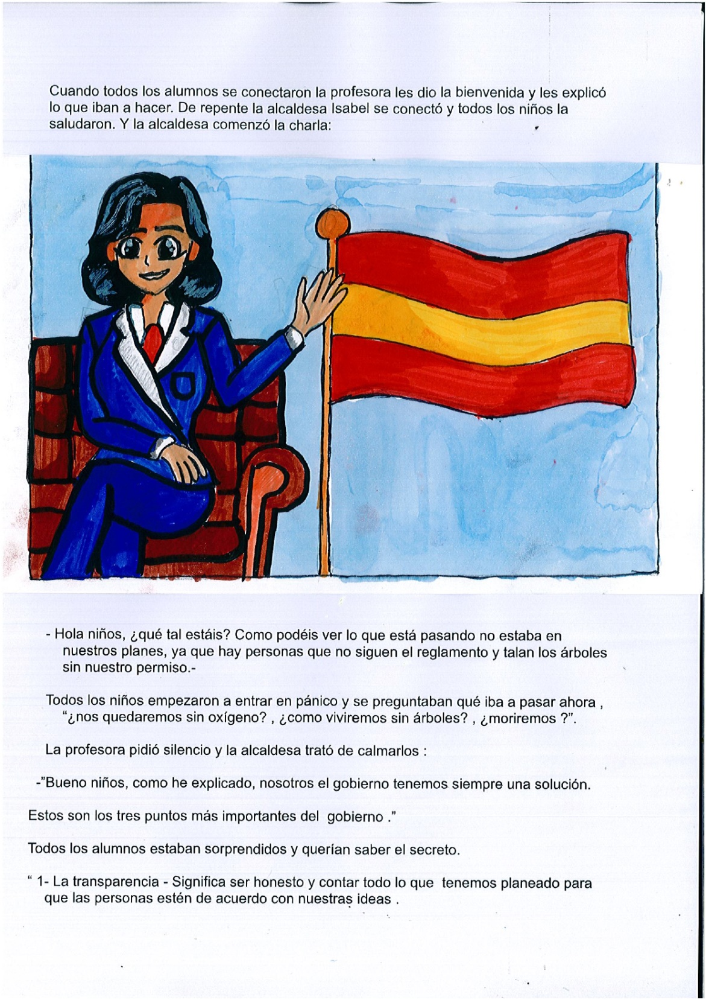 Cuando todos los alumnos se conectaron la profesora les dio la bienvenida y les explicó
lo que iban a hacer. De repente la alcaldesa Isabel se conectó y todos los niños la
saludaron. Y la alcaldesa comenzó la charla:
- Hola niños, ¿qué tal estáis? Como podéis ver lo que está pasando no estaba en
nuestros planes, ya que hay personas que no siguen el reglamento y talan los árboles
sin nuestro permiso.-
Todos los niños empezaron a entrar en pánico y se preguntaban qué iba a pasar ahora ,
“¿nos quedaremos sin oxígeno? , ¿como viviremos sin árboles? , ¿moriremos ?”.
La profesora pidió silencio y la alcaldesa trató de calmarlos :
-”Bueno niños, como he explicado, nosotros el gobierno tenemos siempre una solución.
Estos son los tres puntos más importantes del gobierno .”
Todos los alumnos estaban sorprendidos y querían saber el secreto.
“ 1- La transparencia - Significa ser honesto y contar todo lo que tenemos planeado para
que las personas estén de acuerdo con nuestras ideas .